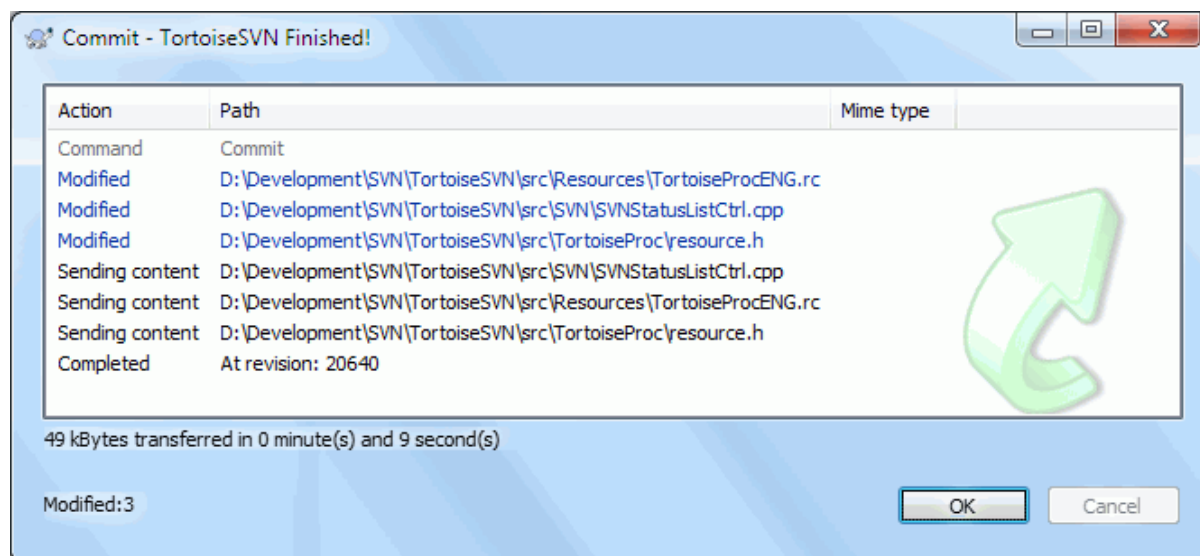 Commit - TortoiseSVN Finished!
Action Path Mime type
Command Commit
Modified D:\Development\SVN\TortoiseSVN\src\Resources\TortoiseProcENG.rc
Modified D:\Development\SVN\TortoiseSVN\src\SVN\SVNStatusListCtrl.cpp
Modified D:\Development\SVN\TortoiseSVN\src\TortoiseProc\resource.h
Sending content D:\Development\SVN\TortoiseSVN\src\SVN\SVNStatusListCtrl.cpp
Sending content D:\Development\SVN\TortoiseSVN\src\Resources\TortoiseProcENG.rc
Sending content D:\Development\SVN\TortoiseSVN\src\TortoiseProc\resource.h
Completed At revision: 20640
49 kBytes transferred in 0 minute(s) and 9 second(s)
Modified:3
OK Cancel